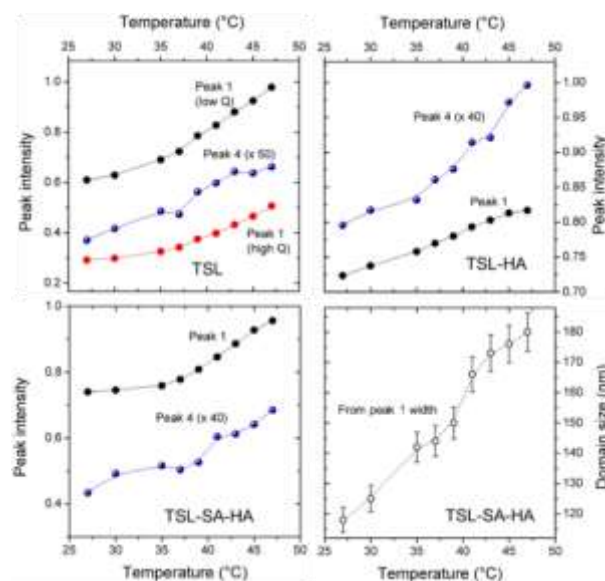 Temperature (°C)
25 30 35 40 45 50
Temperature (°C)
25 30 35 40 45 50
Peak intensity
1.0
0.8
0.6
0.4
0.2
Peak 1
(low Q)
Peak 4 (x 50)
Peak 1
(high Q)
TSL
Peak 4 (x 40)
Peak 1
TSL-HA
1.00
0.95
0.90
0.85
0.80
0.75
0.70
Peak intensity
Peak intensity
1.0
0.8
0.6
0.4
Peak 1
Peak 4 (x 40)
TSL-SA-HA
From peak 1 width
TSL-SA-HA
180
170
160
150
140
130
120
Domain size (nm)
25 30 35 40 45 50
Temperature (°C)
25 30 35 40 45 50
Temperature (°C)